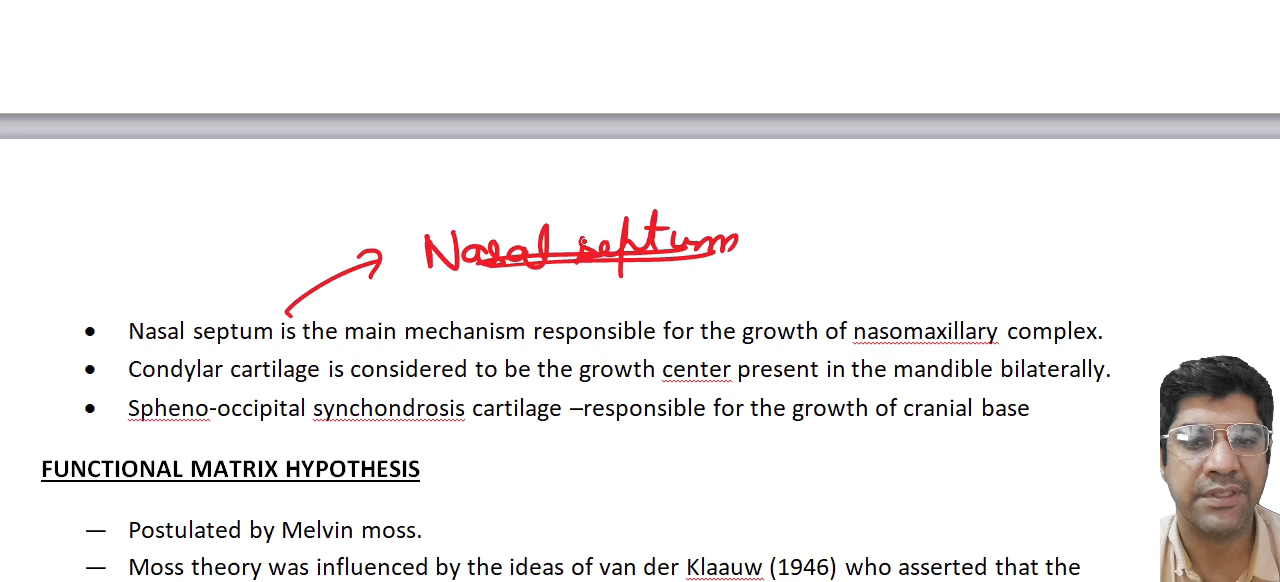 Nasal septum
• Nasal septum is the main mechanism responsible for the growth of nasomaxillary complex.
• Condylar cartilage is considered to be the growth center present in the mandible bilaterally.
• Spheno-occipital synchondrosis cartilage –responsible for the growth of cranial base
FUNCTIONAL MATRIX HYPOTHESIS
— Postulated by Melvin moss.
— Moss theory was influenced by the ideas of van der Klaauw (1946) who asserted that the